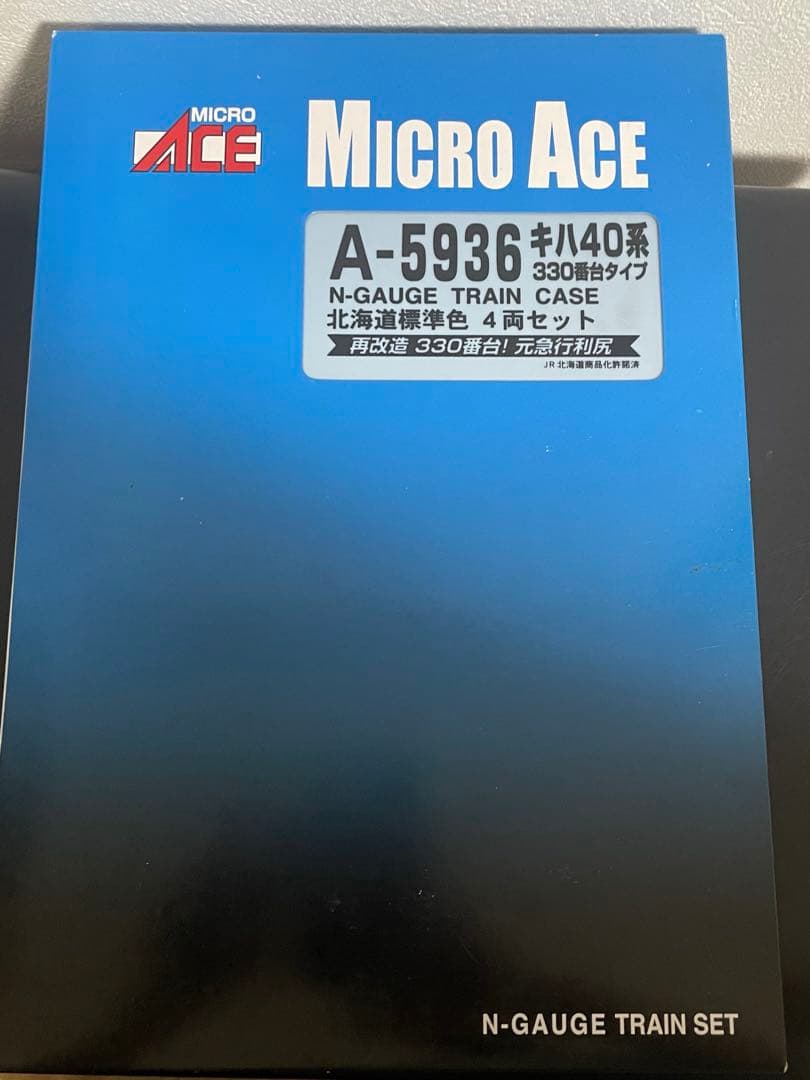 MICRO
ACE
MICRO ACE
A-5936 キハ40系
330番台タイプ
N-GAUGE TRAIN CASE
北海道標準色 4両セット
再改造 330番台! 元急行利尻
JR北海道商品化許諾済
N-GAUGE TRAIN SET